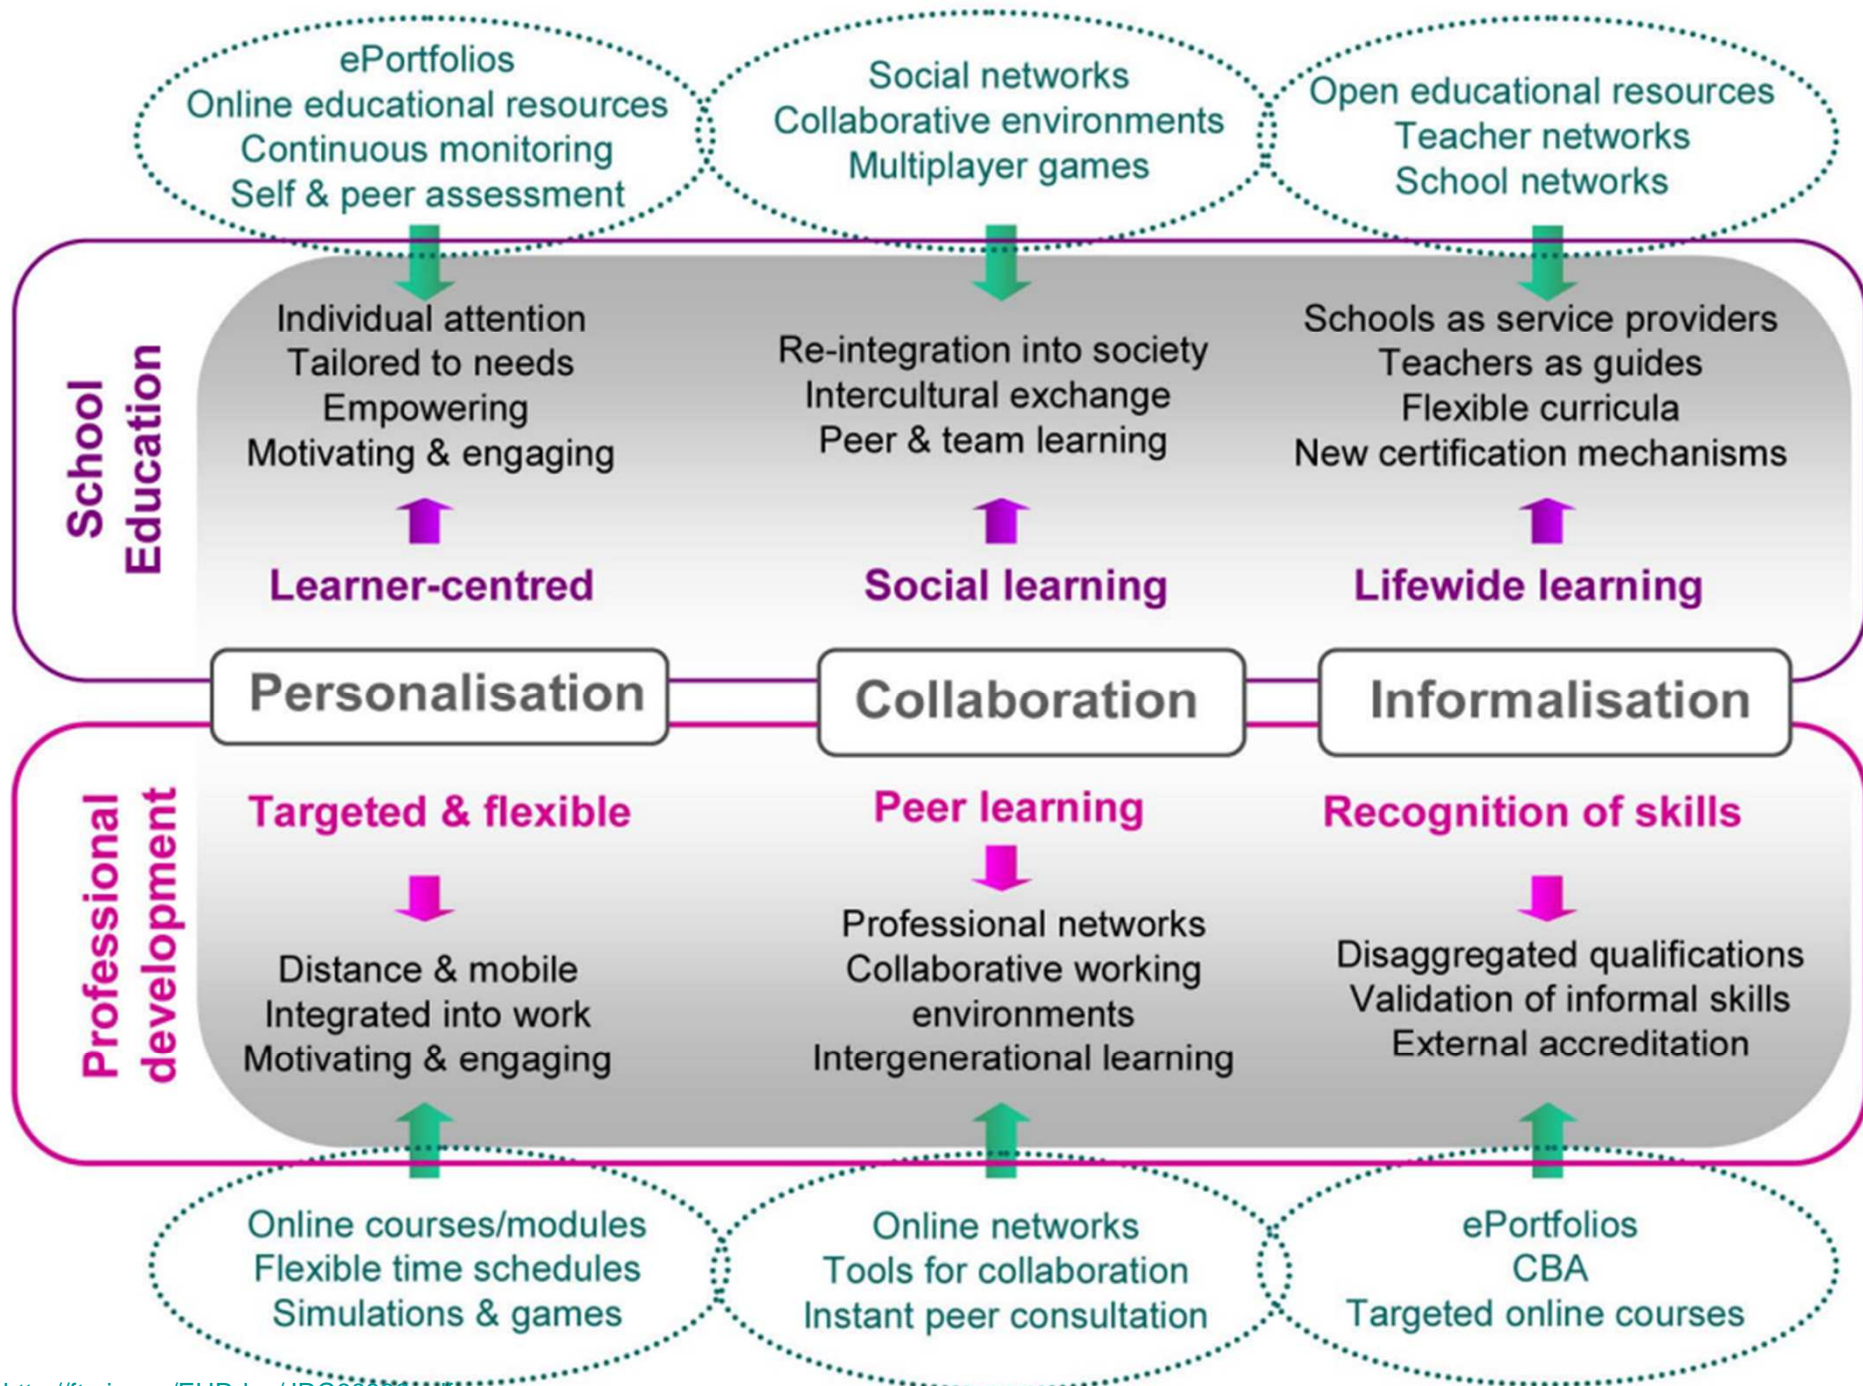 ePortfolios
Online educational resources
Continuous monitoring
Self & peer assessment
Social networks
Collaborative environments
Multiplayer games
Open educational resources
Teacher networks
School networks
School
Education
Individual attention
Tailored to needs
Empowering
Motivating & engaging
Re-integration into society
Intercultural exchange
Peer & team learning
Schools as service providers
Teachers as guides
Flexible curricula
New certification mechanisms
Learner-centred
Social learning
Lifewide learning
Personalisation
Collaboration
Informalisation
Professional
development
Targeted & flexible
Peer learning
Recognition of skills
Distance & mobile
Integrated into work
Motivating & engaging
Professional networks
Collaborative working
environments
Intergenerational learning
Disaggregated qualifications
Validation of informal skills
External accreditation
Online courses/modules
Flexible time schedules
Simulations & games
Online networks
Tools for collaboration
Instant peer consultation
ePortfolios
CBA
Targeted online courses